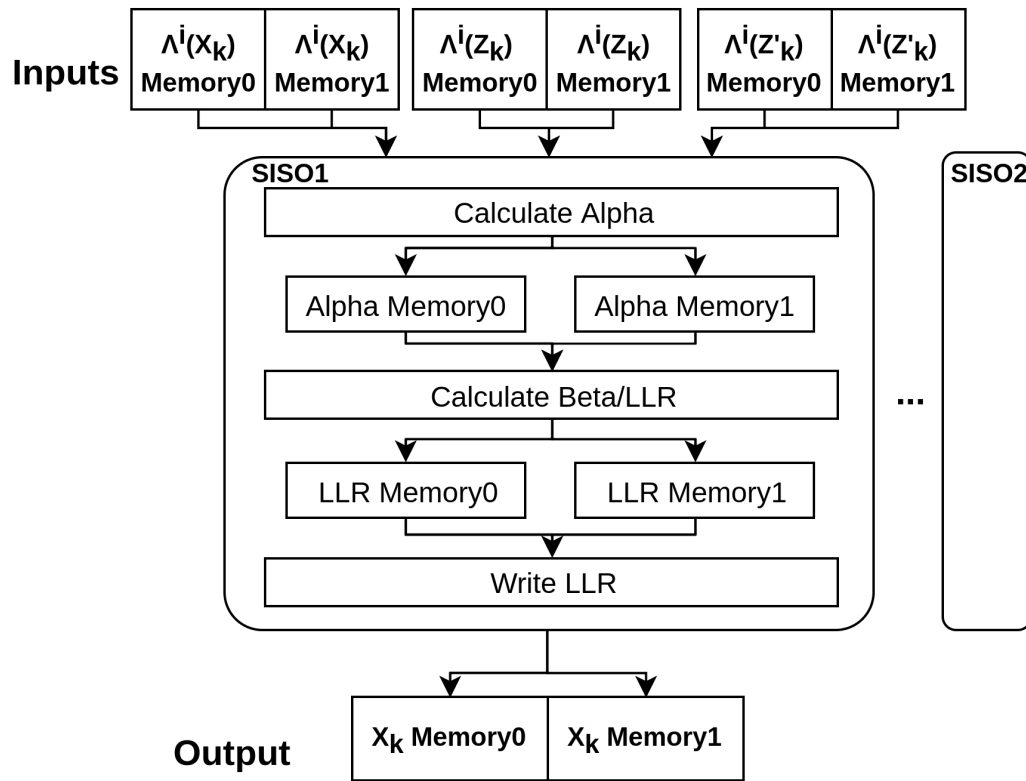 Inputs
Λⁱ(Xₖ) Λⁱ(Xₖ) Λⁱ(Zₖ) Λⁱ(Zₖ) Λⁱ(Z'ₖ) Λⁱ(Z'ₖ)
Memory0 Memory1 Memory0 Memory1 Memory0 Memory1
SISO1
SISO2
Calculate Alpha
Alpha Memory0 Alpha Memory1
Calculate Beta/LLR
...
LLR Memory0 LLR Memory1
Write LLR
Xₖ Memory0 Xₖ Memory1
Output